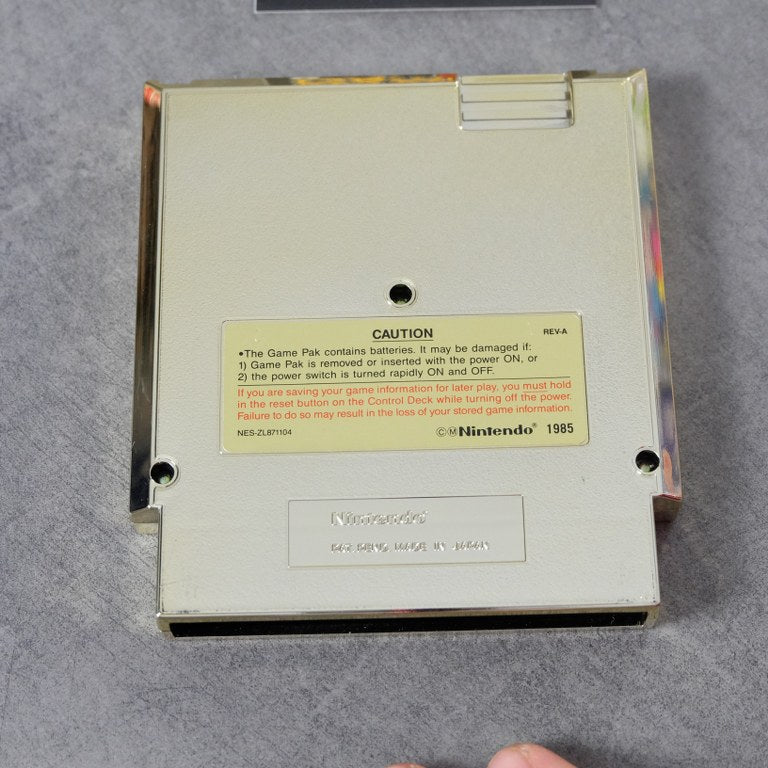 CAUTION
REV-A
•The Game Pak contains batteries. It may be damaged if:
1) Game Pak is removed or inserted with the power ON, or
2) the power switch is turned rapidly ON and OFF.
If you are saving your game information for later play, you must hold
in the reset button on the Control Deck while turning off the power.
Failure to do so may result in the loss of your stored game information.
NES-ZL871104
©Ⓜ Nintendo® 1985
Nintendo®
PAT. PEND. MADE IN JAPAN